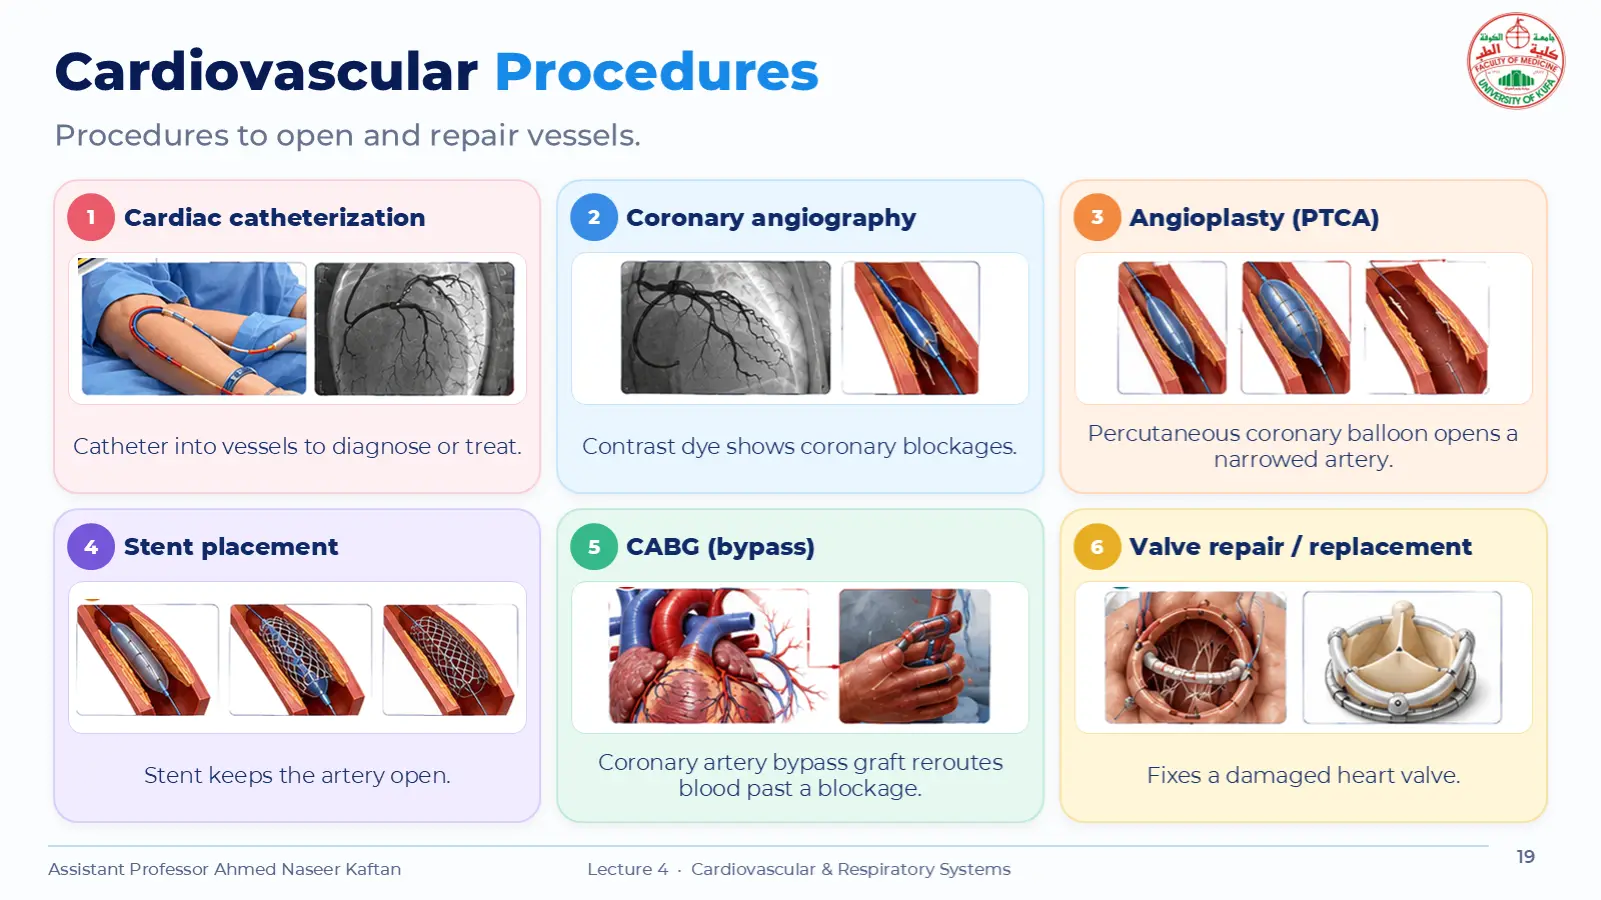 Cardiovascular Procedures
Procedures to open and repair vessels.
جامعة الكوفة
كلية الطب
FACULTY OF MEDICINE
UNIVERSITY OF KUFA
1 Cardiac catheterization
Catheter into vessels to diagnose or treat.
2 Coronary angiography
Contrast dye shows coronary blockages.
3 Angioplasty (PTCA)
Percutaneous coronary balloon opens a
narrowed artery.
4 Stent placement
Stent keeps the artery open.
5 CABG (bypass)
Coronary artery bypass graft reroutes
blood past a blockage.
6 Valve repair / replacement
Fixes a damaged heart valve.
Assistant Professor Ahmed Naseer Kaftan
Lecture 4 · Cardiovascular & Respiratory Systems
19